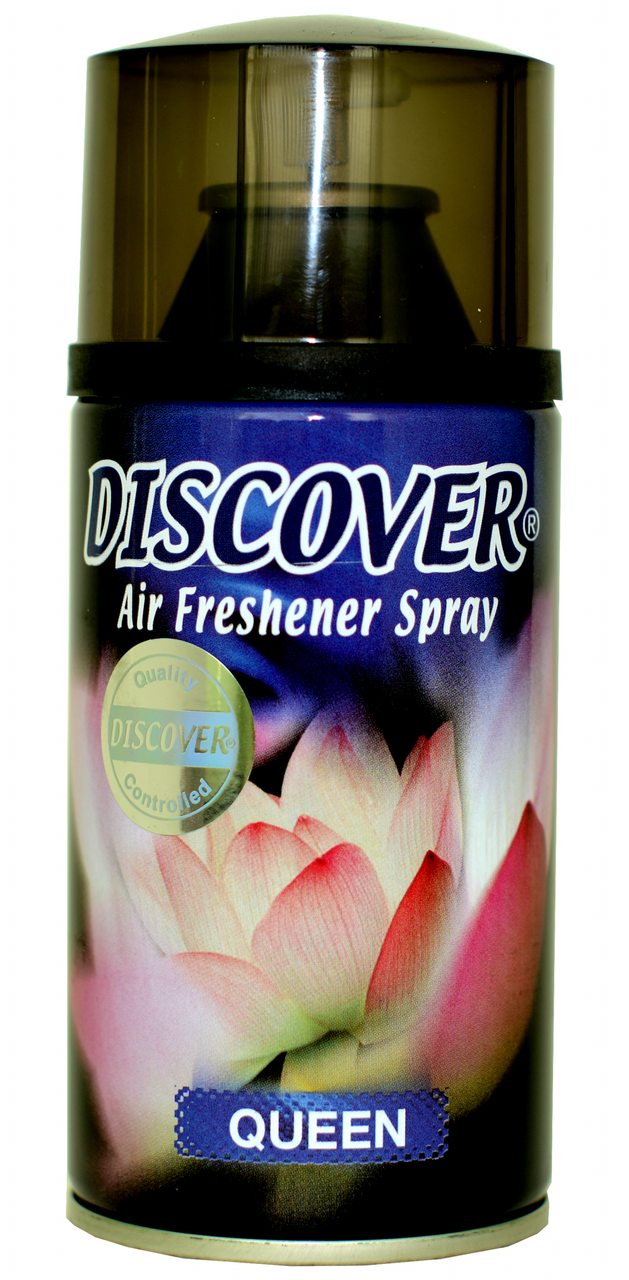 DISCOVER®
Air Freshener Spray
Quality
DISCOVER®
Controlled
QUEEN